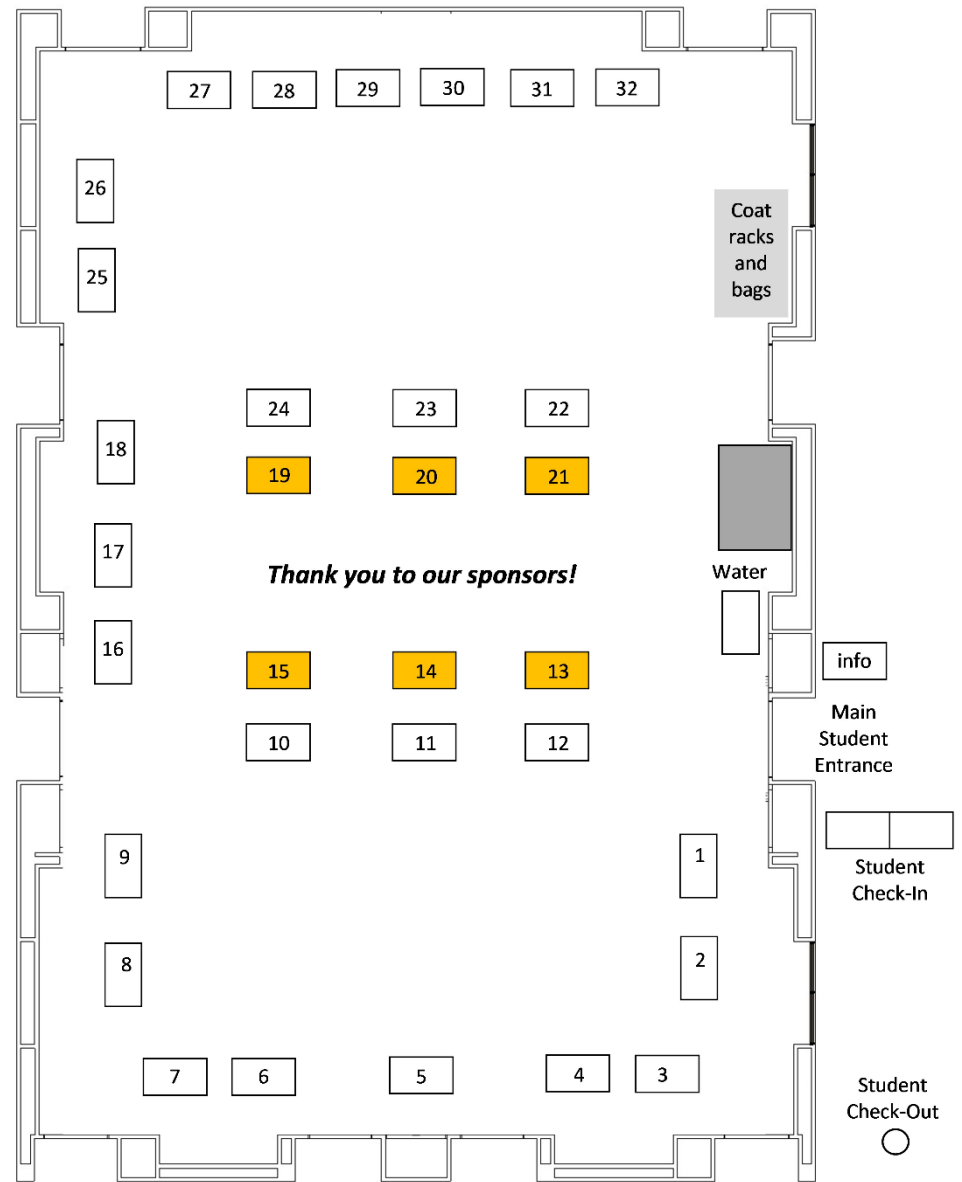 27 28 29 30 31 32
26
Coat
racks
and
bags
25
24 23 22
18
19 20 21
17
Thank you to our sponsors!
Water
16
info
15 14 13
Main
Student
Entrance
10 11 12
9
1
Student
Check-In
8
2
7 6 5 4 3
Student
Check-Out